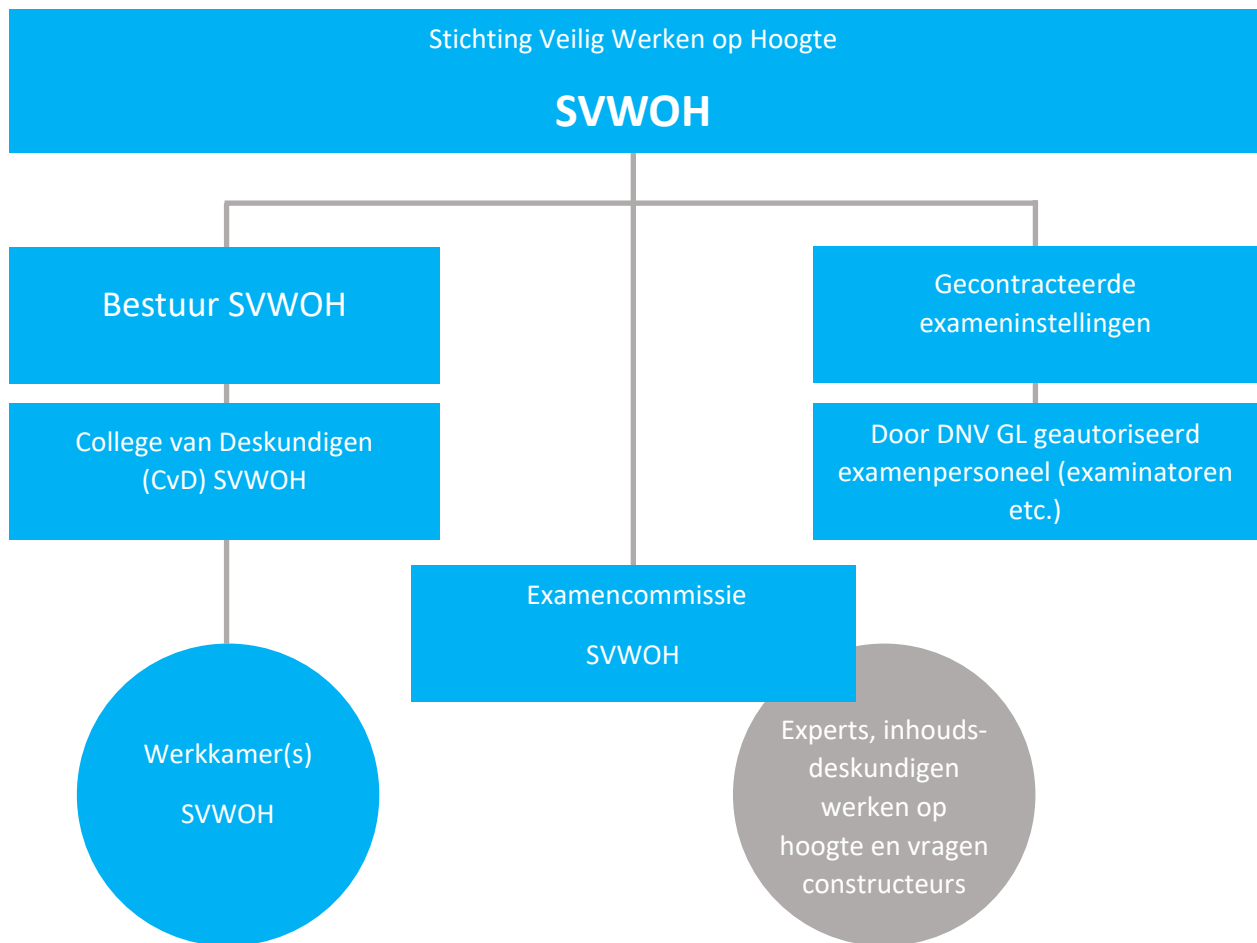 Stichting Veilig Werken op Hoogte
SVWOH
Bestuur SVWOH
Gecontracteerde
exameninstellingen
College van Deskundigen
(CvD) SVWOH
Door DNV GL geautoriseerd
examenpersoneel (examinatoren
etc.)
Examencommissie
SVWOH
Werkkamer(s)
SVWOH
Experts, inhouds-
deskundigen
werken op
hoogte en vragen
constructeurs